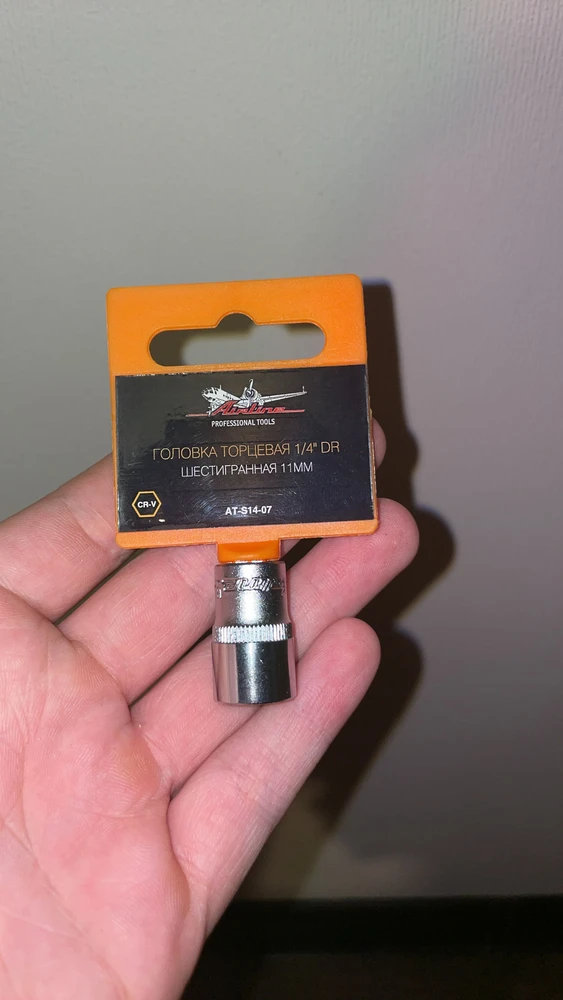 Airline
PROFESSIONAL TOOLS
ГОЛОВКА ТОРЦЕВАЯ 1/4" DR
ШЕСТИГРАННАЯ 11ММ
CR-V
AT-S14-07